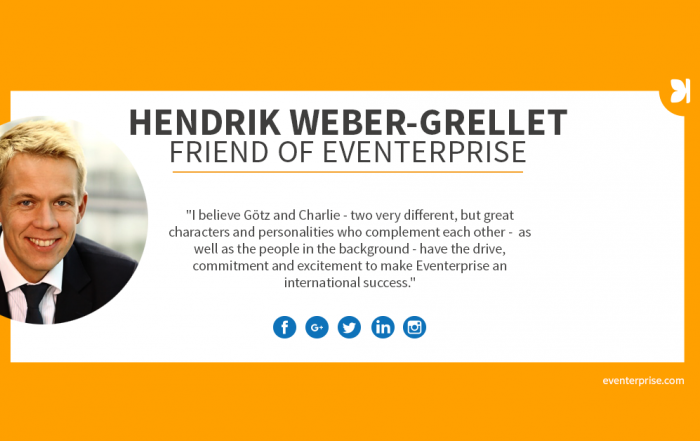 HENDRIK WEBER-GRELLET
FRIEND OF EVENTERPRISE
"I believe Götz and Charlie - two very different, but great
characters and personalities who complement each other - as
well as the people in the background - have the drive,
commitment and excitement to make Eventerprise an
international success."
f G+ in
eventerprise.com